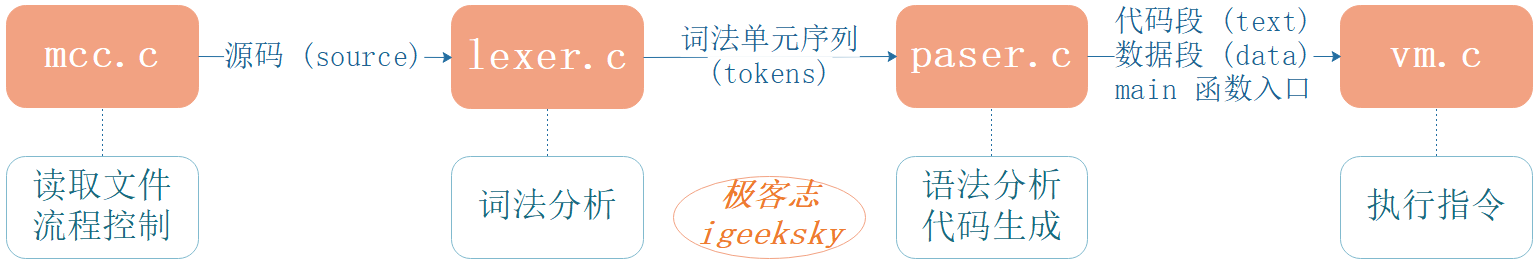 mcc.c
源码 (source)
lexer.c
词法单元序列
(tokens)
paser.c
代码段 (text)
数据段 (data)
main 函数入口
vm.c
读取文件
流程控制
词法分析
极客志
igeeksky
语法分析
代码生成
执行指令